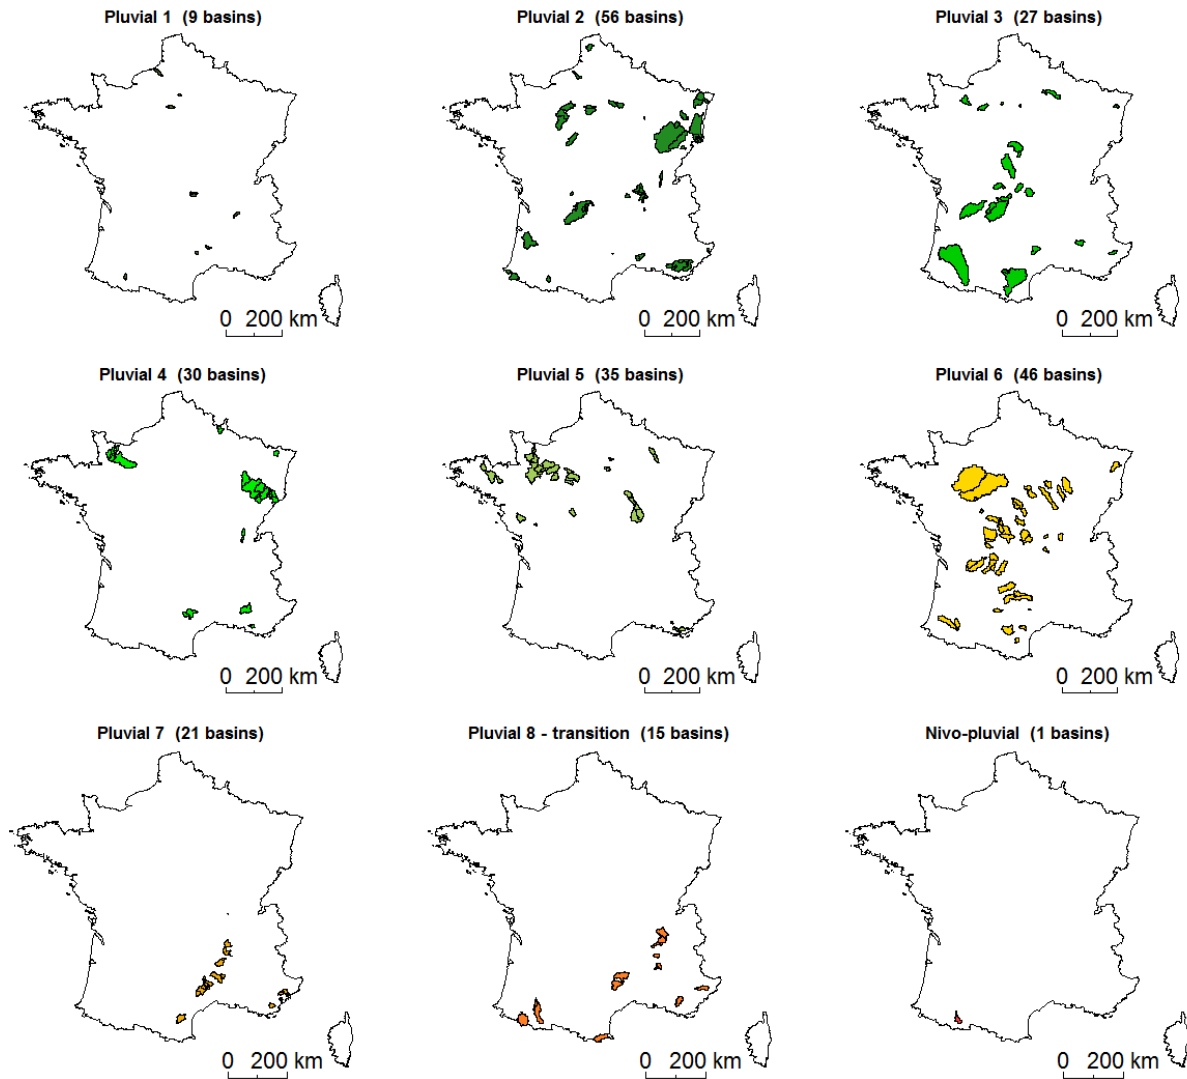 Pluvial 1 (9 basins)
0 200 km
Pluvial 2 (56 basins)
0 200 km
Pluvial 3 (27 basins)
0 200 km
Pluvial 4 (30 basins)
0 200 km
Pluvial 5 (35 basins)
0 200 km
Pluvial 6 (46 basins)
0 200 km
Pluvial 7 (21 basins)
0 200 km
Pluvial 8 - transition (15 basins)
0 200 km
Nivo-pluvial (1 basins)
0 200 km